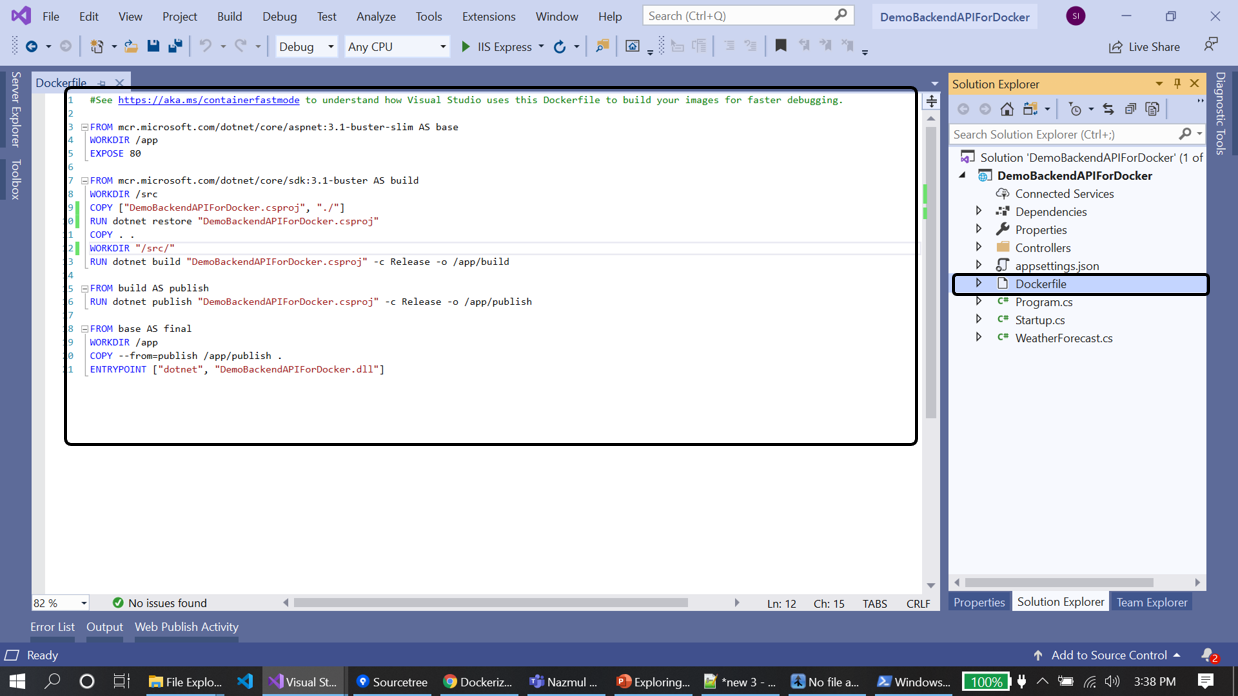 File Edit View Project Build Debug Test Analyze Tools Extensions Window Help Search (Ctrl+Q) DemoBackendAPIForDocker SI
Debug Any CPU IIS Express Live Share
Server Explorer
Toolbox
Dockerfile
1 #See https://aka.ms/containerfastmode to understand how Visual Studio uses this Dockerfile to build your images for faster debugging.
2
3 FROM mcr.microsoft.com/dotnet/core/aspnet:3.1-buster-slim AS base
4 WORKDIR /app
5 EXPOSE 80
6
7 FROM mcr.microsoft.com/dotnet/core/sdk:3.1-buster AS build
8 WORKDIR /src
9 COPY ["DemoBackendAPIForDocker.csproj", "./"]
0 RUN dotnet restore "DemoBackendAPIForDocker.csproj"
1 COPY . .
2 WORKDIR "/src/"
3 RUN dotnet build "DemoBackendAPIForDocker.csproj" -c Release -o /app/build
4
5 FROM build AS publish
6 RUN dotnet publish "DemoBackendAPIForDocker.csproj" -c Release -o /app/publish
7
8 FROM base AS final
9 WORKDIR /app
0 COPY --from=publish /app/publish .
1 ENTRYPOINT ["dotnet", "DemoBackendAPIForDocker.dll"]
82 % No issues found Ln: 12 Ch: 15 TABS CRLF
Solution Explorer
Search Solution Explorer (Ctrl+;)
Solution 'DemoBackendAPIForDocker' (1 of
DemoBackendAPIForDocker
Connected Services
Dependencies
Properties
Controllers
appsettings.json
Dockerfile
Program.cs
Startup.cs
WeatherForecast.cs
Properties Solution Explorer Team Explorer
Diagnostic Tools
Error List Output Web Publish Activity
Ready Add to Source Control 2
File Explo... Visual St... Sourcetree Dockeriz... Nazmul ... Exploring... *new 3 - ... No file a... Windows... 100% 3:38 PM